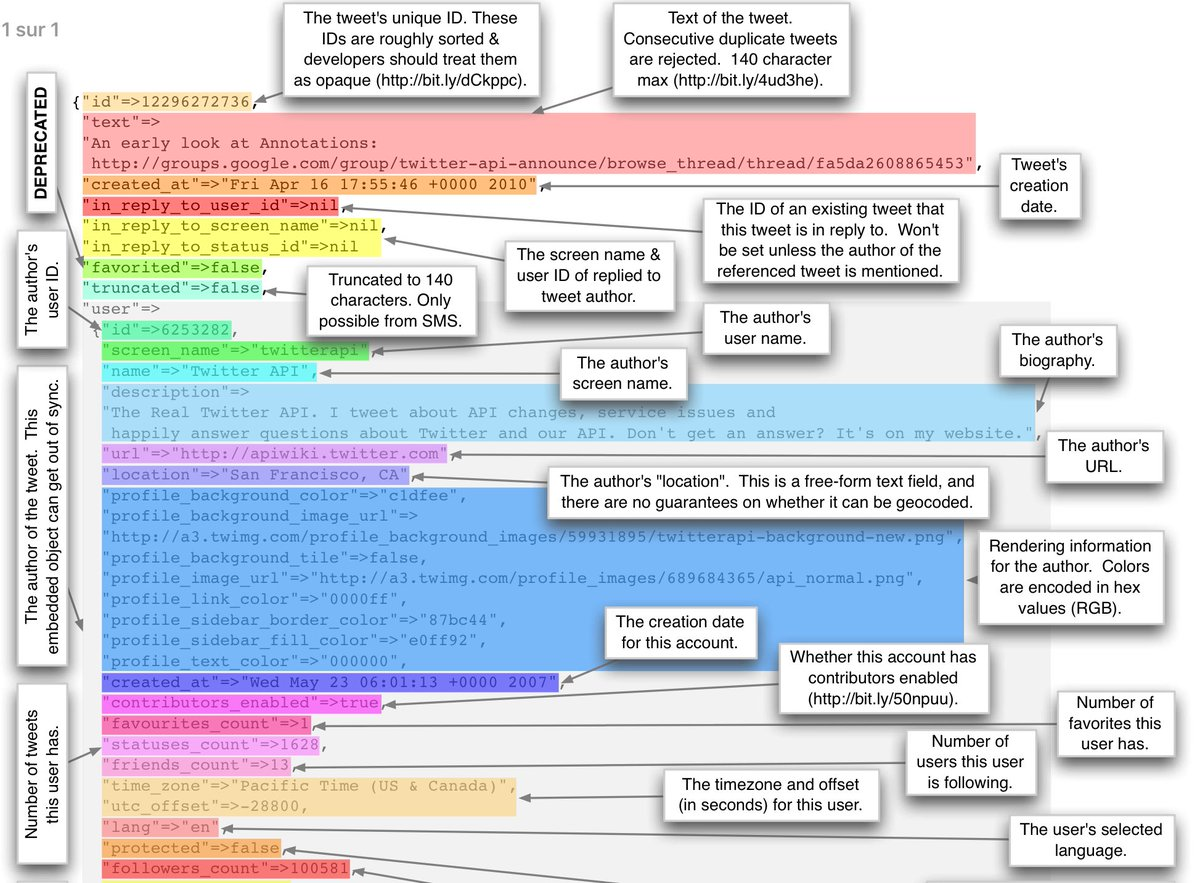 1 sur 1
The tweet's unique ID. These
IDs are roughly sorted &
developers should treat them
as opaque (http://bit.ly/dCkppc).
Text of the tweet.
Consecutive duplicate tweets
are rejected. 140 character
max (http://bit.ly/4ud3he).
DEPRECATED
{"id"=>12296272736,
"text"=>
"An early look at Annotations:
http://groups.google.com/group/twitter-api-announce/browse_thread/thread/fa5da2608865453",
"created_at"=>"Fri Apr 16 17:55:46 +0000 2010",
Tweet's
creation
date.
"in_reply_to_user_id"=>nil,
"in_reply_to_screen_name"=>nil,
"in_reply_to_status_id"=>nil
The ID of an existing tweet that
this tweet is in reply to. Won't
be set unless the author of the
referenced tweet is mentioned.
The screen name &
user ID of replied to
tweet author.
"favorited"=>false,
"truncated"=>false,
Truncated to 140
characters. Only
possible from SMS.
The author's
user ID.
"user"=>
{"id"=>6253282,
"screen_name"=>"twitterapi",
The author's
user name.
"name"=>"Twitter API",
The author's
screen name.
The author's
biography.
"description"=>
"The Real Twitter API. I tweet about API changes, service issues and
happily answer questions about Twitter and our API. Don't get an answer? It's on my website.",
"url"=>"http://apiwiki.twitter.com",
The author's
URL.
"location"=>"San Francisco, CA",
The author's "location". This is a free-form text field, and
there are no guarantees on whether it can be geocoded.
The author of the tweet. This
embedded object can get out of sync.
"profile_background_color"=>"c1dfee",
"profile_background_image_url"=>
"http://a3.twimg.com/profile_background_images/59931895/twitterapi-background-new.png",
"profile_background_tile"=>false,
"profile_image_url"=>"http://a3.twimg.com/profile_images/689684365/api_normal.png",
"profile_link_color"=>"0000ff",
"profile_sidebar_border_color"=>"87bc44",
"profile_sidebar_fill_color"=>"e0ff92",
"profile_text_color"=>"000000",
Rendering information
for the author. Colors
are encoded in hex
values (RGB).
The creation date
for this account.
"created_at"=>"Wed May 23 06:01:13 +0000 2007",
"contributors_enabled"=>true,
Whether this account has
contributors enabled
(http://bit.ly/50npuu).
"favourites_count"=>1,
Number of
favorites this
user has.
Number of tweets
this user has.
"statuses_count"=>1628,
"friends_count"=>13,
Number of
users this user
is following.
"time_zone"=>"Pacific Time (US & Canada)",
"utc_offset"=>-28800,
The timezone and offset
(in seconds) for this user.
"lang"=>"en",
The user's selected
language.
"protected"=>false,
"followers_count"=>100581,